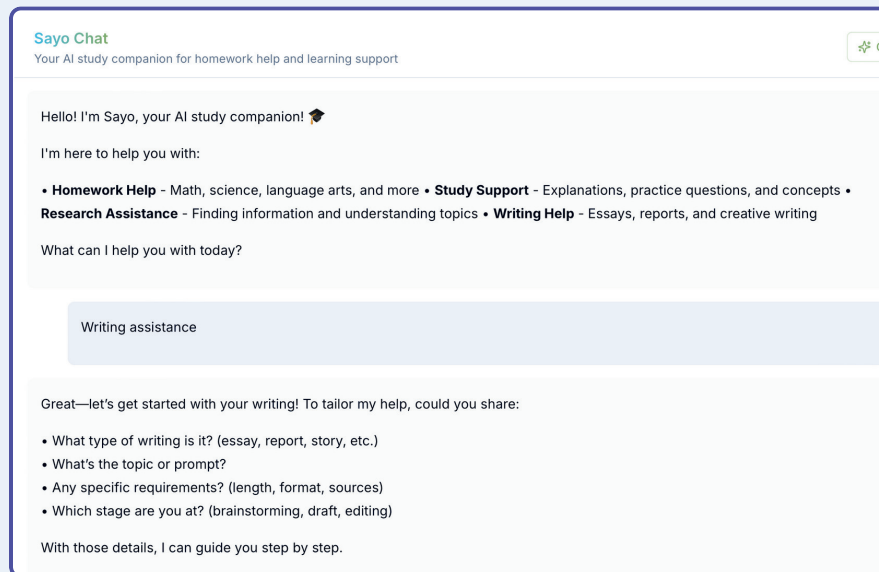 Sayo Chat
Your AI study companion for homework help and learning support
Hello! I'm Sayo, your AI study companion! 🎓
I'm here to help you with:
• Homework Help - Math, science, language arts, and more • Study Support - Explanations, practice questions, and concepts •
Research Assistance - Finding information and understanding topics • Writing Help - Essays, reports, and creative writing
What can I help you with today?
Writing assistance
Great—let’s get started with your writing! To tailor my help, could you share:
• What type of writing is it? (essay, report, story, etc.)
• What’s the topic or prompt?
• Any specific requirements? (length, format, sources)
• Which stage are you at? (brainstorming, draft, editing)
With those details, I can guide you step by step.